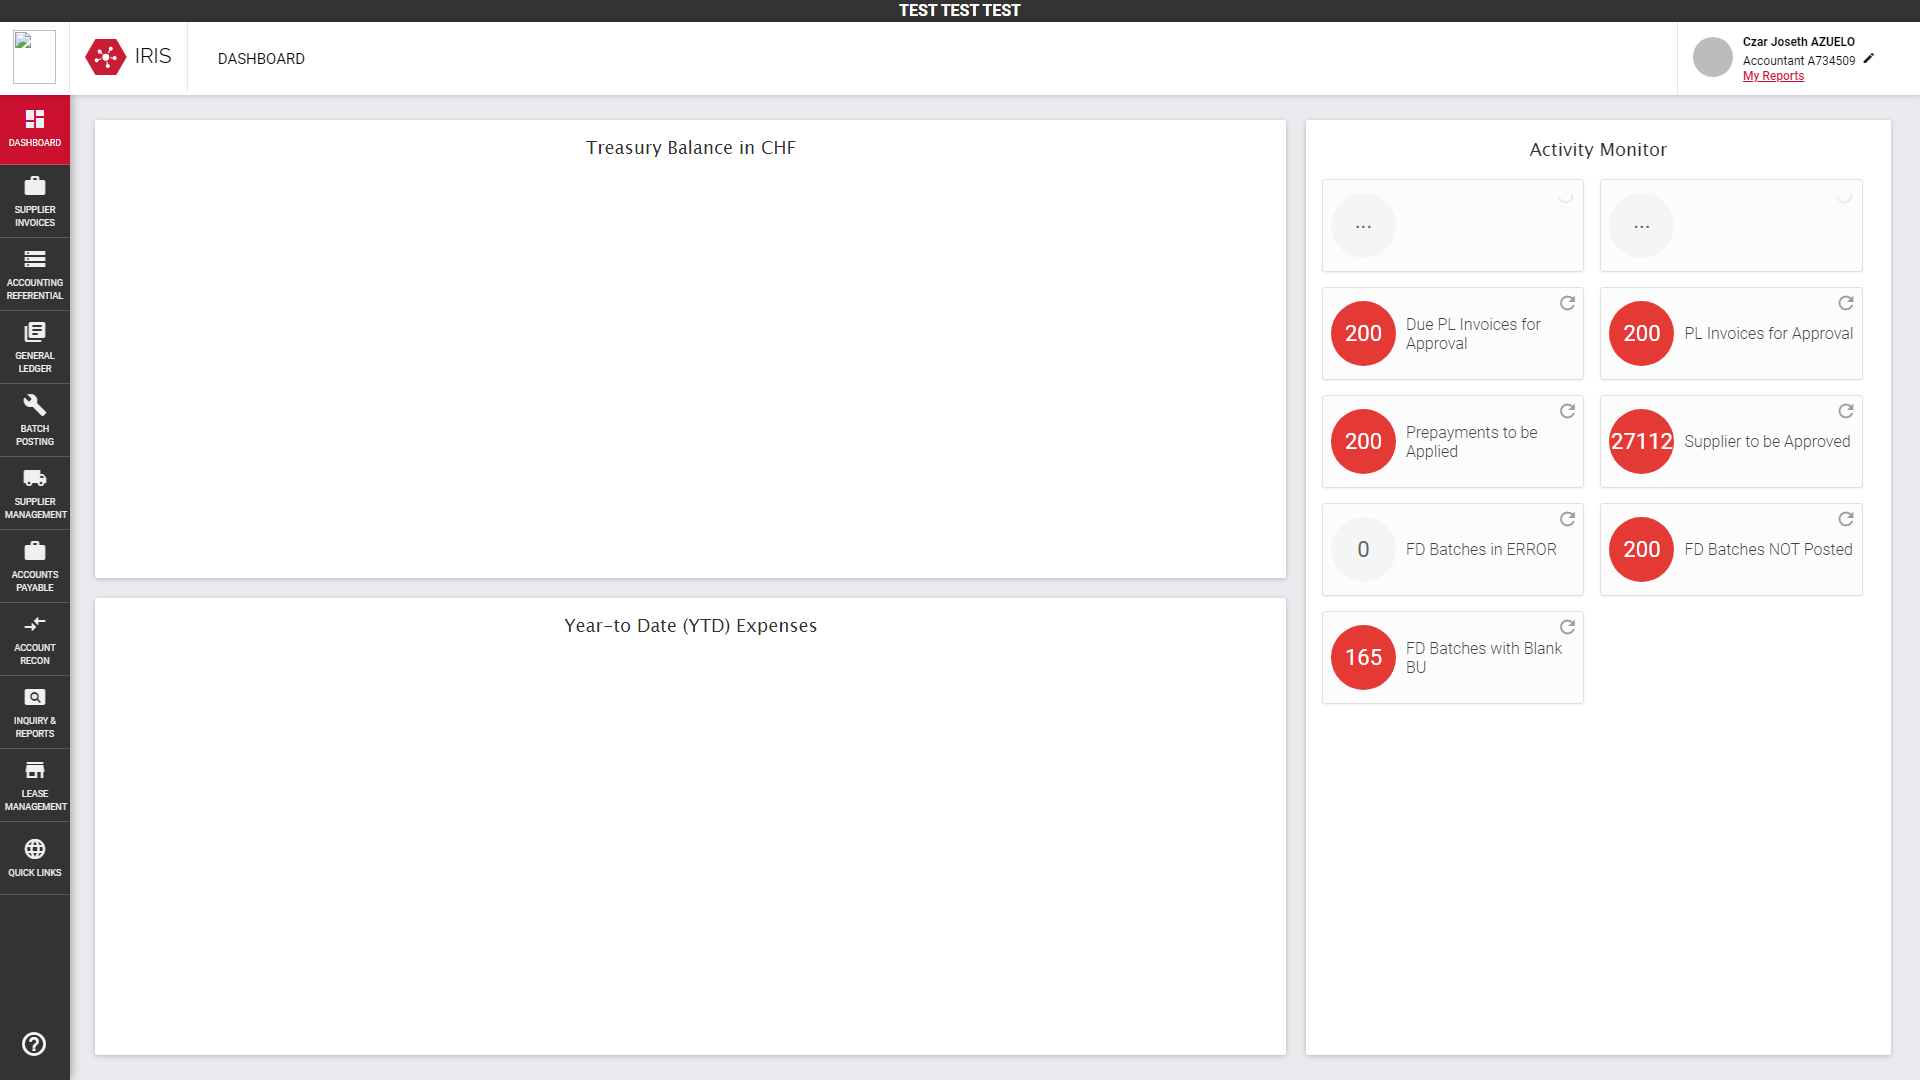 TEST TEST TEST
IRIS
DASHBOARD
Czar Joseth AZUELO
Accountant A734509
My Reports
DASHBOARD
SUPPLIER
INVOICES
ACCOUNTING
REFERENTIAL
GENERAL
LEDGER
BATCH
POSTING
SUPPLIER
MANAGEMENT
ACCOUNTS
PAYABLE
ACCOUNT
RECON
INQUIRY &
REPORTS
LEASE
MANAGEMENT
QUICK LINKS
Treasury Balance in CHF
Year-to Date (YTD) Expenses
Activity Monitor
...
...
200
Due PL Invoices for
Approval
200
PL Invoices for Approval
200
Prepayments to be
Applied
27112
Supplier to be Approved
0
FD Batches in ERROR
200
FD Batches NOT Posted
165
FD Batches with Blank
BU